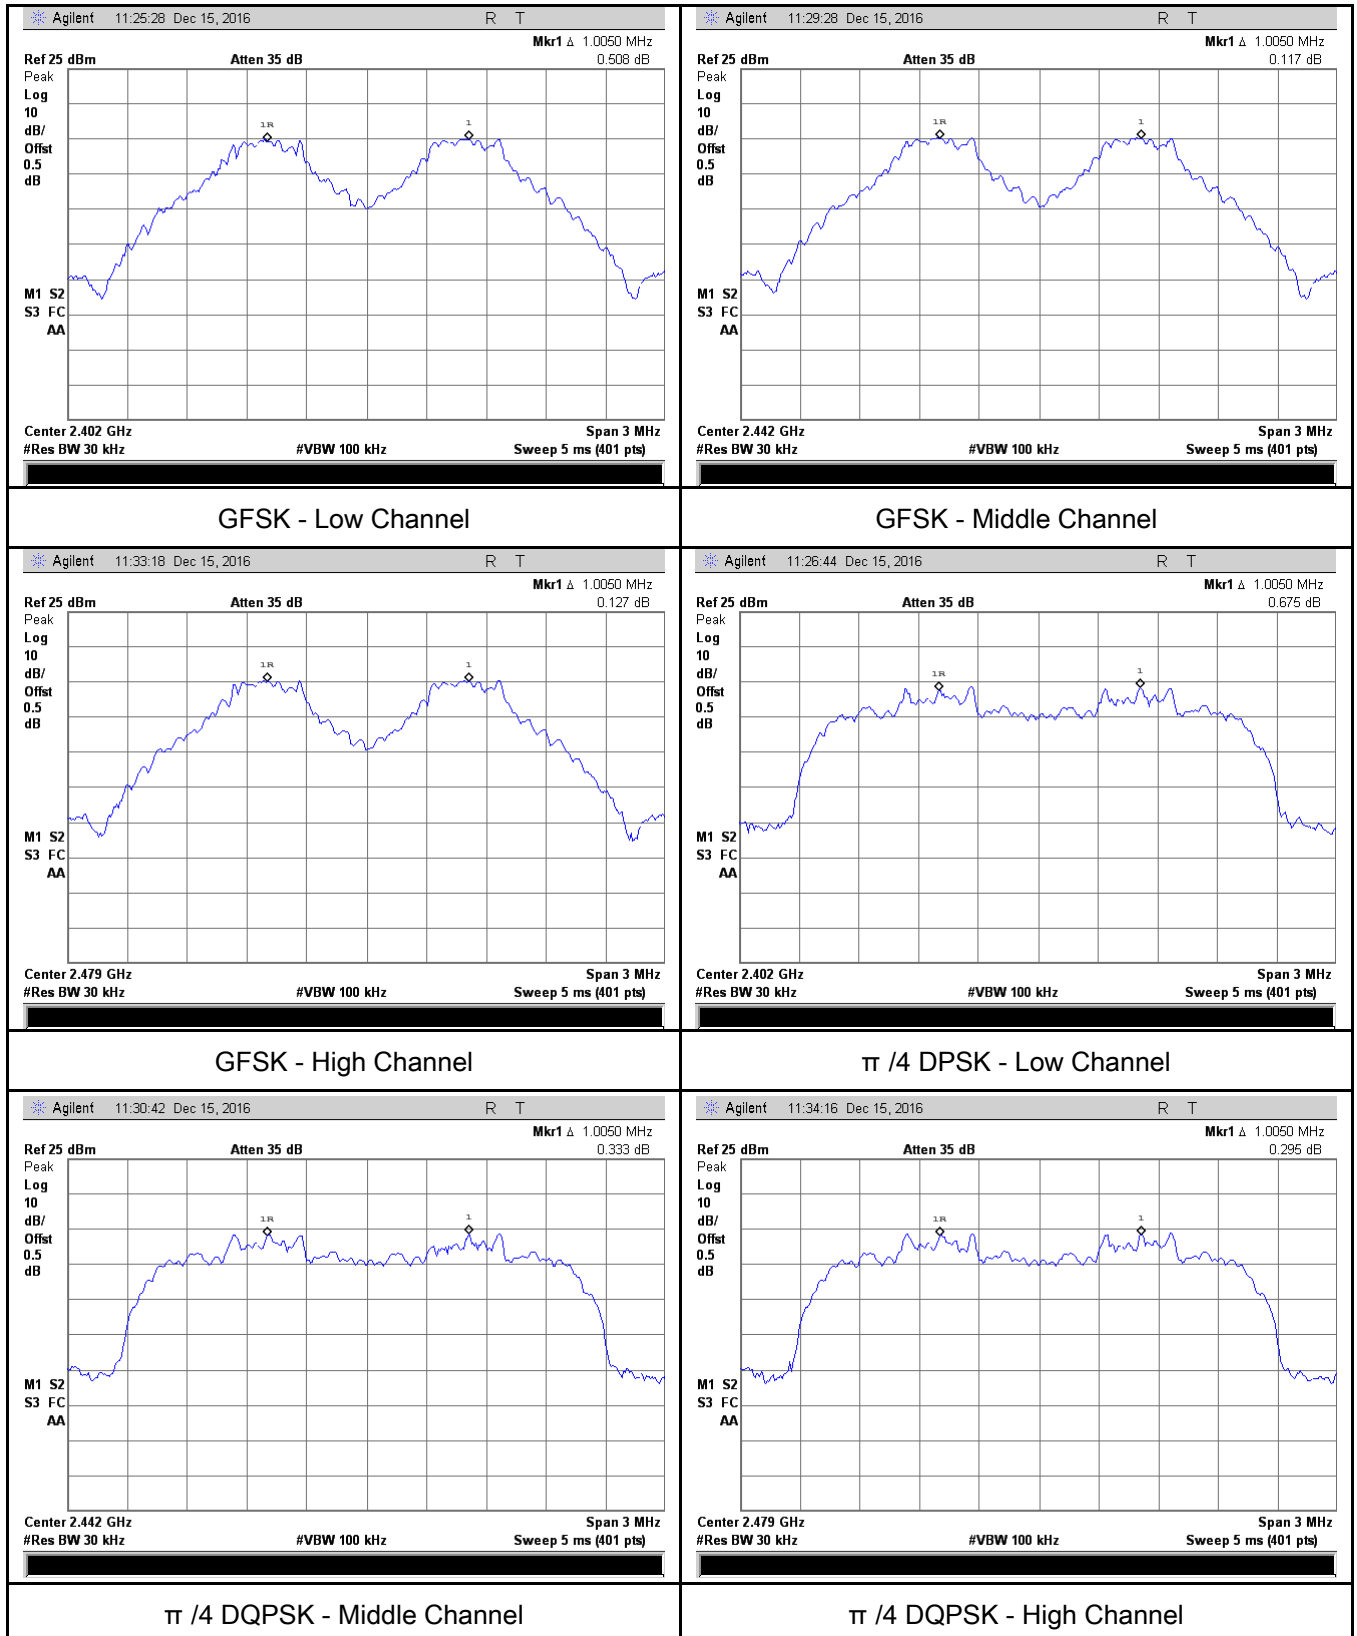 Agilent 11:25:28 Dec 15, 2016 R T
Mkr1 Δ 1.0050 MHz
Ref 25 dBm Atten 35 dB 0.508 dB
Peak
Log
10
dB/
Offst
0.5
dB
1R 1
M1 S2
S3 FC
AA
Center 2.402 GHz Span 3 MHz
#Res BW 30 kHz #VBW 100 kHz Sweep 5 ms (401 pts)
GFSK - Low Channel
Agilent 11:29:28 Dec 15, 2016 R T
Mkr1 Δ 1.0050 MHz
Ref 25 dBm Atten 35 dB 0.117 dB
Peak
Log
10
dB/
Offst
0.5
dB
1R 1
M1 S2
S3 FC
AA
Center 2.442 GHz Span 3 MHz
#Res BW 30 kHz #VBW 100 kHz Sweep 5 ms (401 pts)
GFSK - Middle Channel
Agilent 11:33:18 Dec 15, 2016 R T
Mkr1 Δ 1.0050 MHz
Ref 25 dBm Atten 35 dB 0.127 dB
Peak
Log
10
dB/
Offst
0.5
dB
1R 1
M1 S2
S3 FC
AA
Center 2.479 GHz Span 3 MHz
#Res BW 30 kHz #VBW 100 kHz Sweep 5 ms (401 pts)
GFSK - High Channel
Agilent 11:26:44 Dec 15, 2016 R T
Mkr1 Δ 1.0050 MHz
Ref 25 dBm Atten 35 dB 0.675 dB
Peak
Log
10
dB/
Offst
0.5
dB
1R 1
M1 S2
S3 FC
AA
Center 2.402 GHz Span 3 MHz
#Res BW 30 kHz #VBW 100 kHz Sweep 5 ms (401 pts)
π /4 DPSK - Low Channel
Agilent 11:30:42 Dec 15, 2016 R T
Mkr1 Δ 1.0050 MHz
Ref 25 dBm Atten 35 dB 0.333 dB
Peak
Log
10
dB/
Offst
0.5
dB
1R 1
M1 S2
S3 FC
AA
Center 2.442 GHz Span 3 MHz
#Res BW 30 kHz #VBW 100 kHz Sweep 5 ms (401 pts)
π /4 DQPSK - Middle Channel
Agilent 11:34:16 Dec 15, 2016 R T
Mkr1 Δ 1.0050 MHz
Ref 25 dBm Atten 35 dB 0.295 dB
Peak
Log
10
dB/
Offst
0.5
dB
1R 1
M1 S2
S3 FC
AA
Center 2.479 GHz Span 3 MHz
#Res BW 30 kHz #VBW 100 kHz Sweep 5 ms (401 pts)
π /4 DQPSK - High Channel